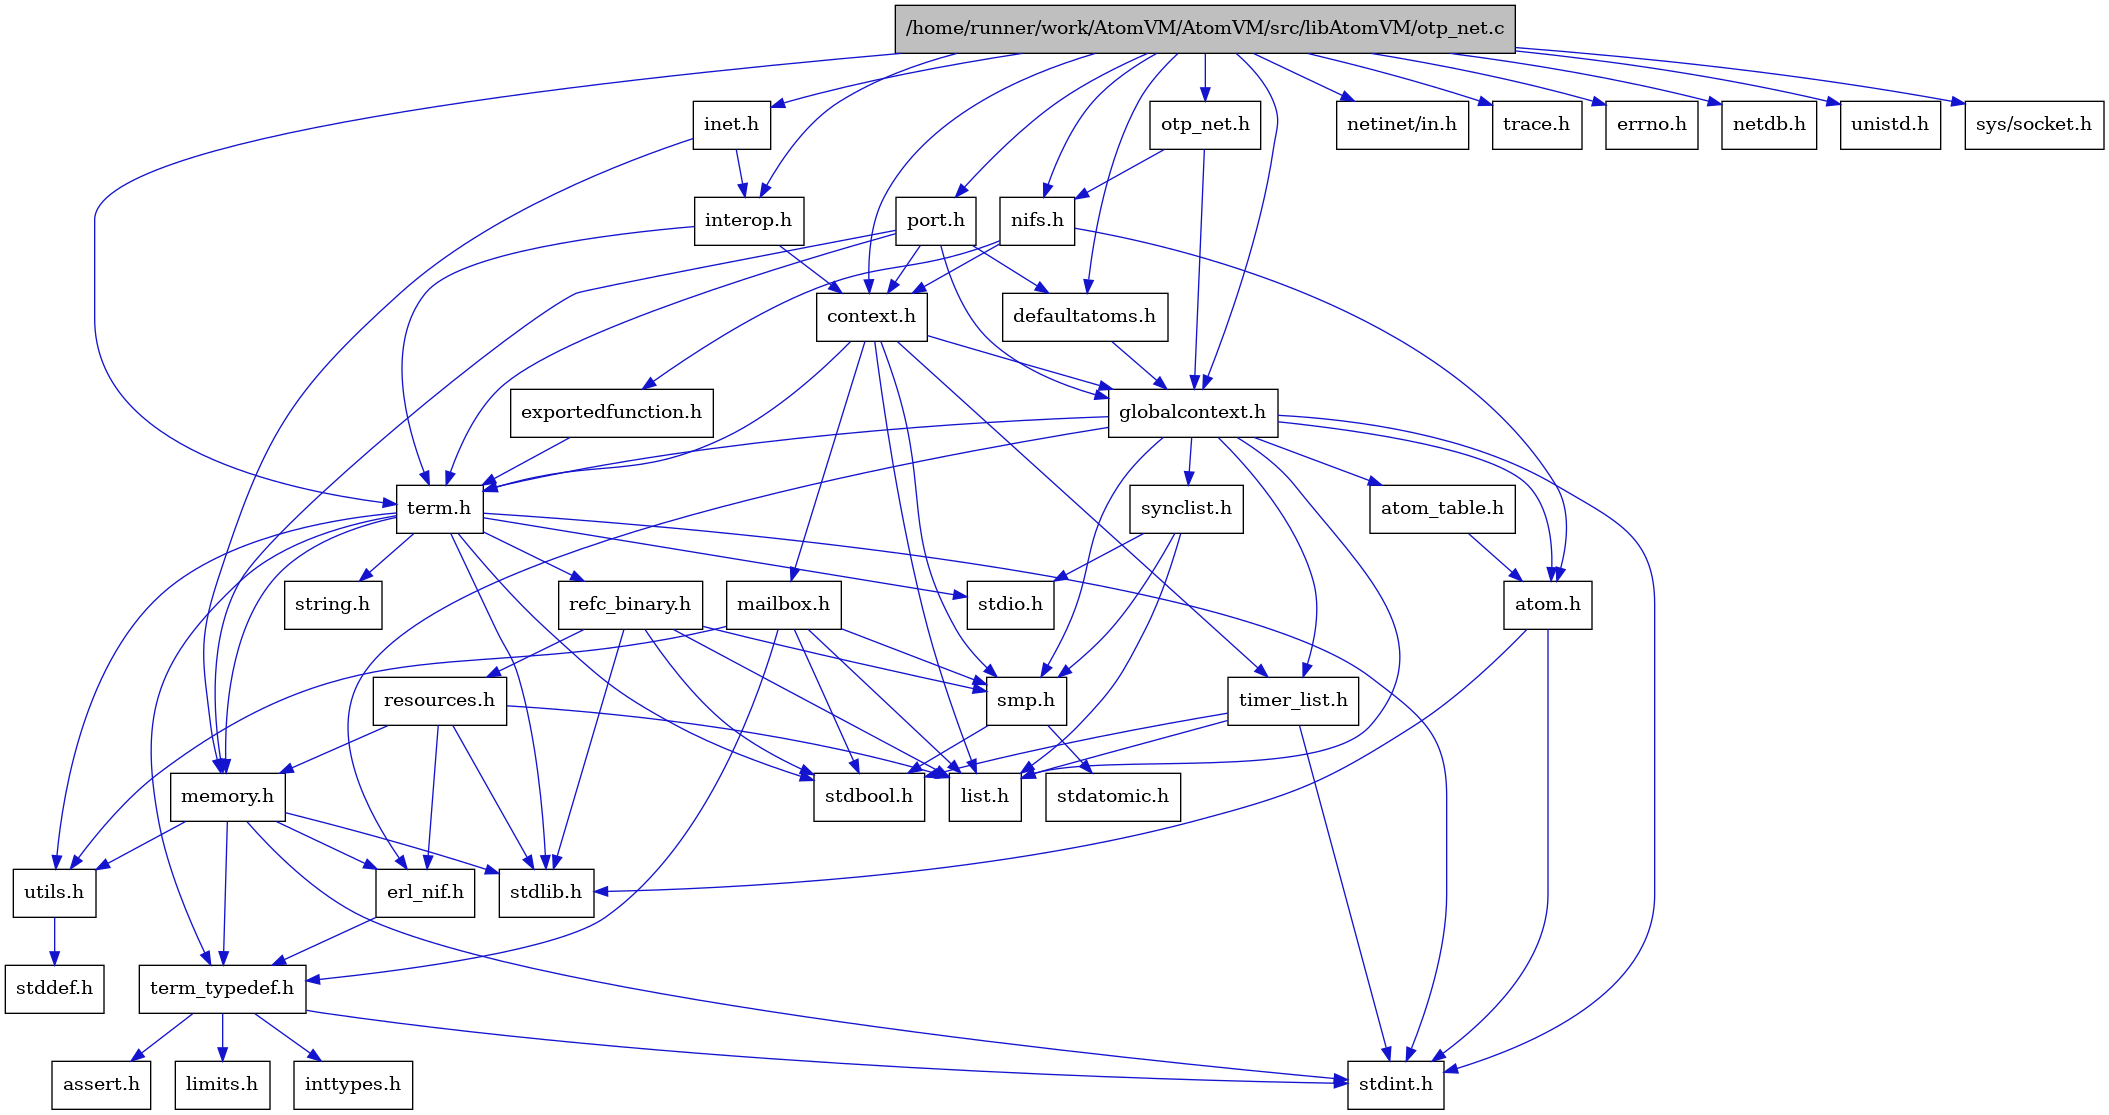 /home/runner/work/AtomVM/AtomVM/src/libAtomVM/otp_net.c
inet.h
otp_net.h
netinet/in.h
trace.h
errno.h
netdb.h
unistd.h
sys/socket.h
interop.h
port.h
nifs.h
context.h
defaultatoms.h
exportedfunction.h
globalcontext.h
term.h
synclist.h
atom_table.h
string.h
refc_binary.h
mailbox.h
stdio.h
atom.h
resources.h
smp.h
timer_list.h
memory.h
stdbool.h
list.h
stdatomic.h
utils.h
erl_nif.h
stdlib.h
stddef.h
term_typedef.h
assert.h
limits.h
inttypes.h
stdint.h